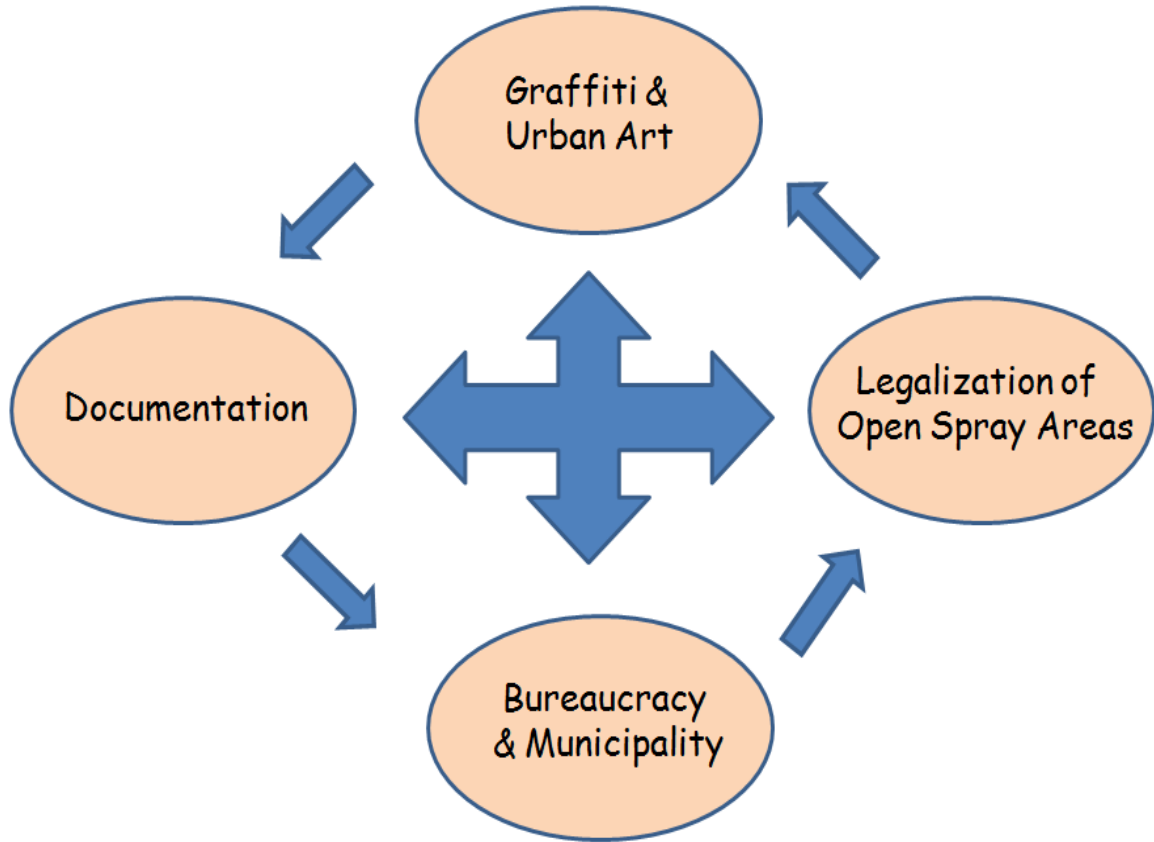 Graffiti &
Urban Art
Documentation
Legalization of
Open Spray Areas
Bureaucracy
& Municipality